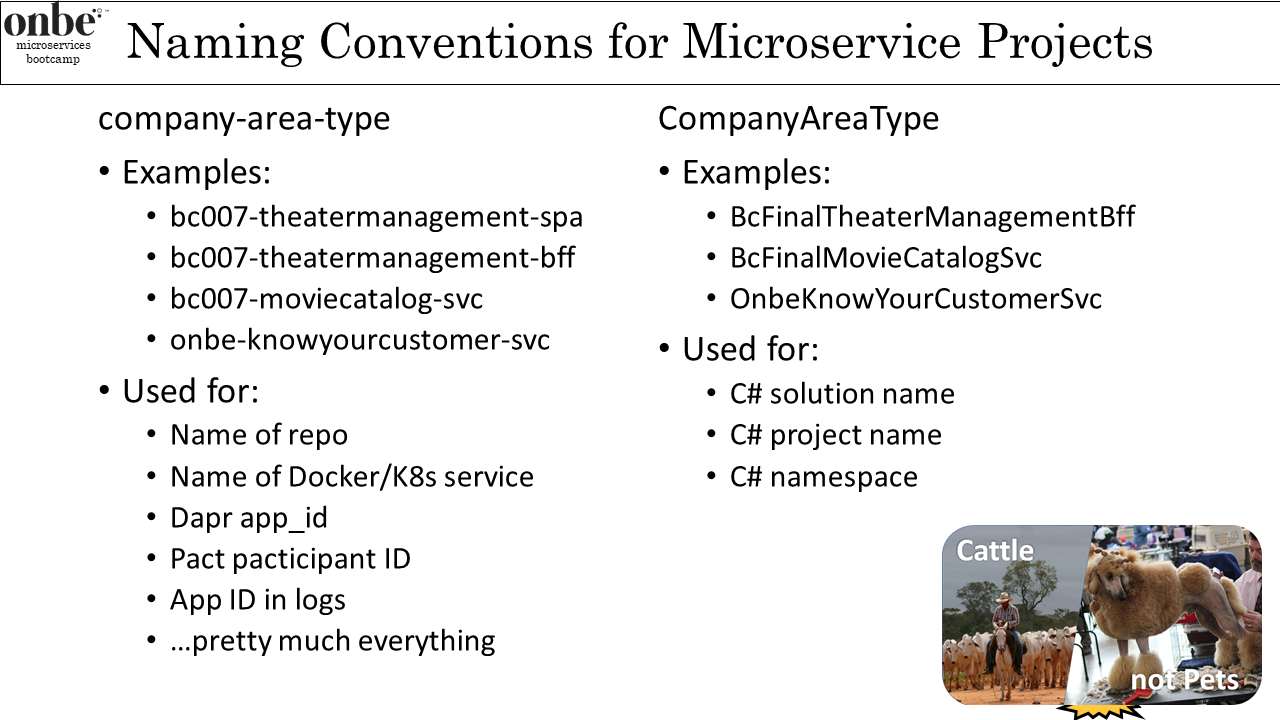 onbe
microservices
bootcamp
Naming Conventions for Microservice Projects
company-area-type
• Examples:
• bc007-theatermanagement-spa
• bc007-theatermanagement-bff
• bc007-moviecatalog-svc
• onbe-knowyourcustomer-svc
• Used for:
• Name of repo
• Name of Docker/K8s service
• Dapr app_id
• Pact pacticipant ID
• App ID in logs
• …pretty much everything
CompanyAreaType
• Examples:
• BcFinalTheaterManagementBff
• BcFinalMovieCatalogSvc
• OnbeKnowYourCustomerSvc
• Used for:
• C# solution name
• C# project name
• C# namespace
Cattle
not Pets